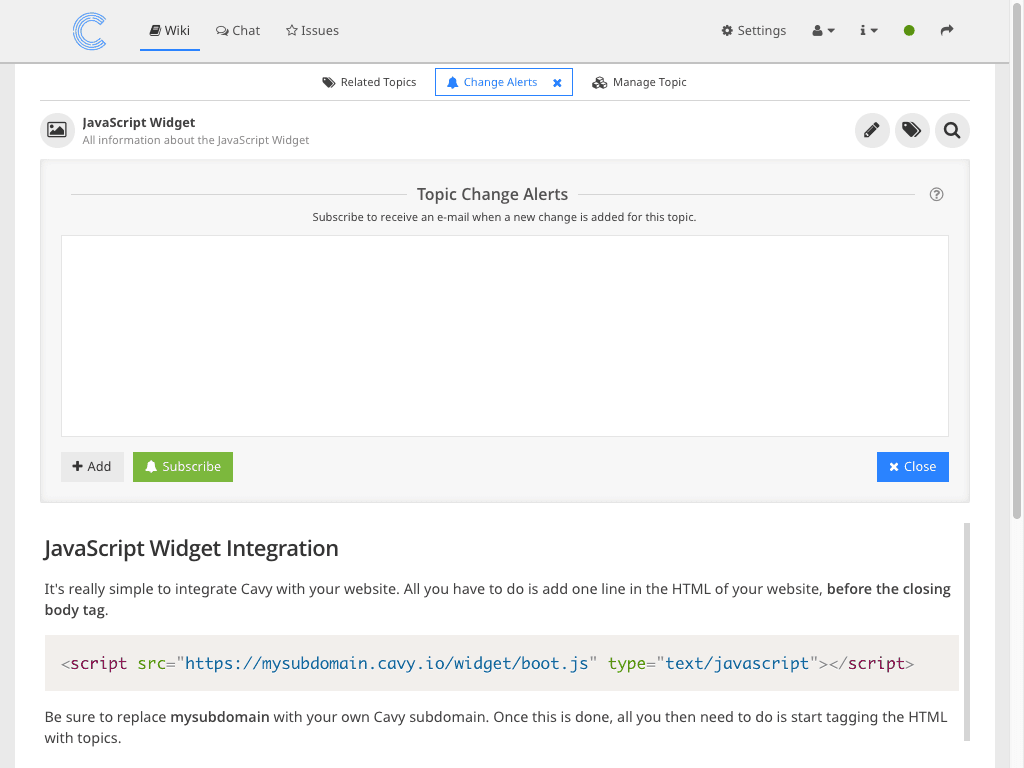 Wiki Chat Issues Settings
Related Topics Change Alerts Manage Topic
JavaScript Widget
All information about the JavaScript Widget
Topic Change Alerts
Subscribe to receive an e-mail when a new change is added for this topic.
Add Subscribe Close
JavaScript Widget Integration
It's really simple to integrate Cavy with your website. All you have to do is add one line in the HTML of your website, before the closing
body tag.
<script src="https://mysubdomain.cavy.io/widget/boot.js" type="text/javascript"></script>
Be sure to replace mysubdomain with your own Cavy subdomain. Once this is done, all you then need to do is start tagging the HTML
with topics.